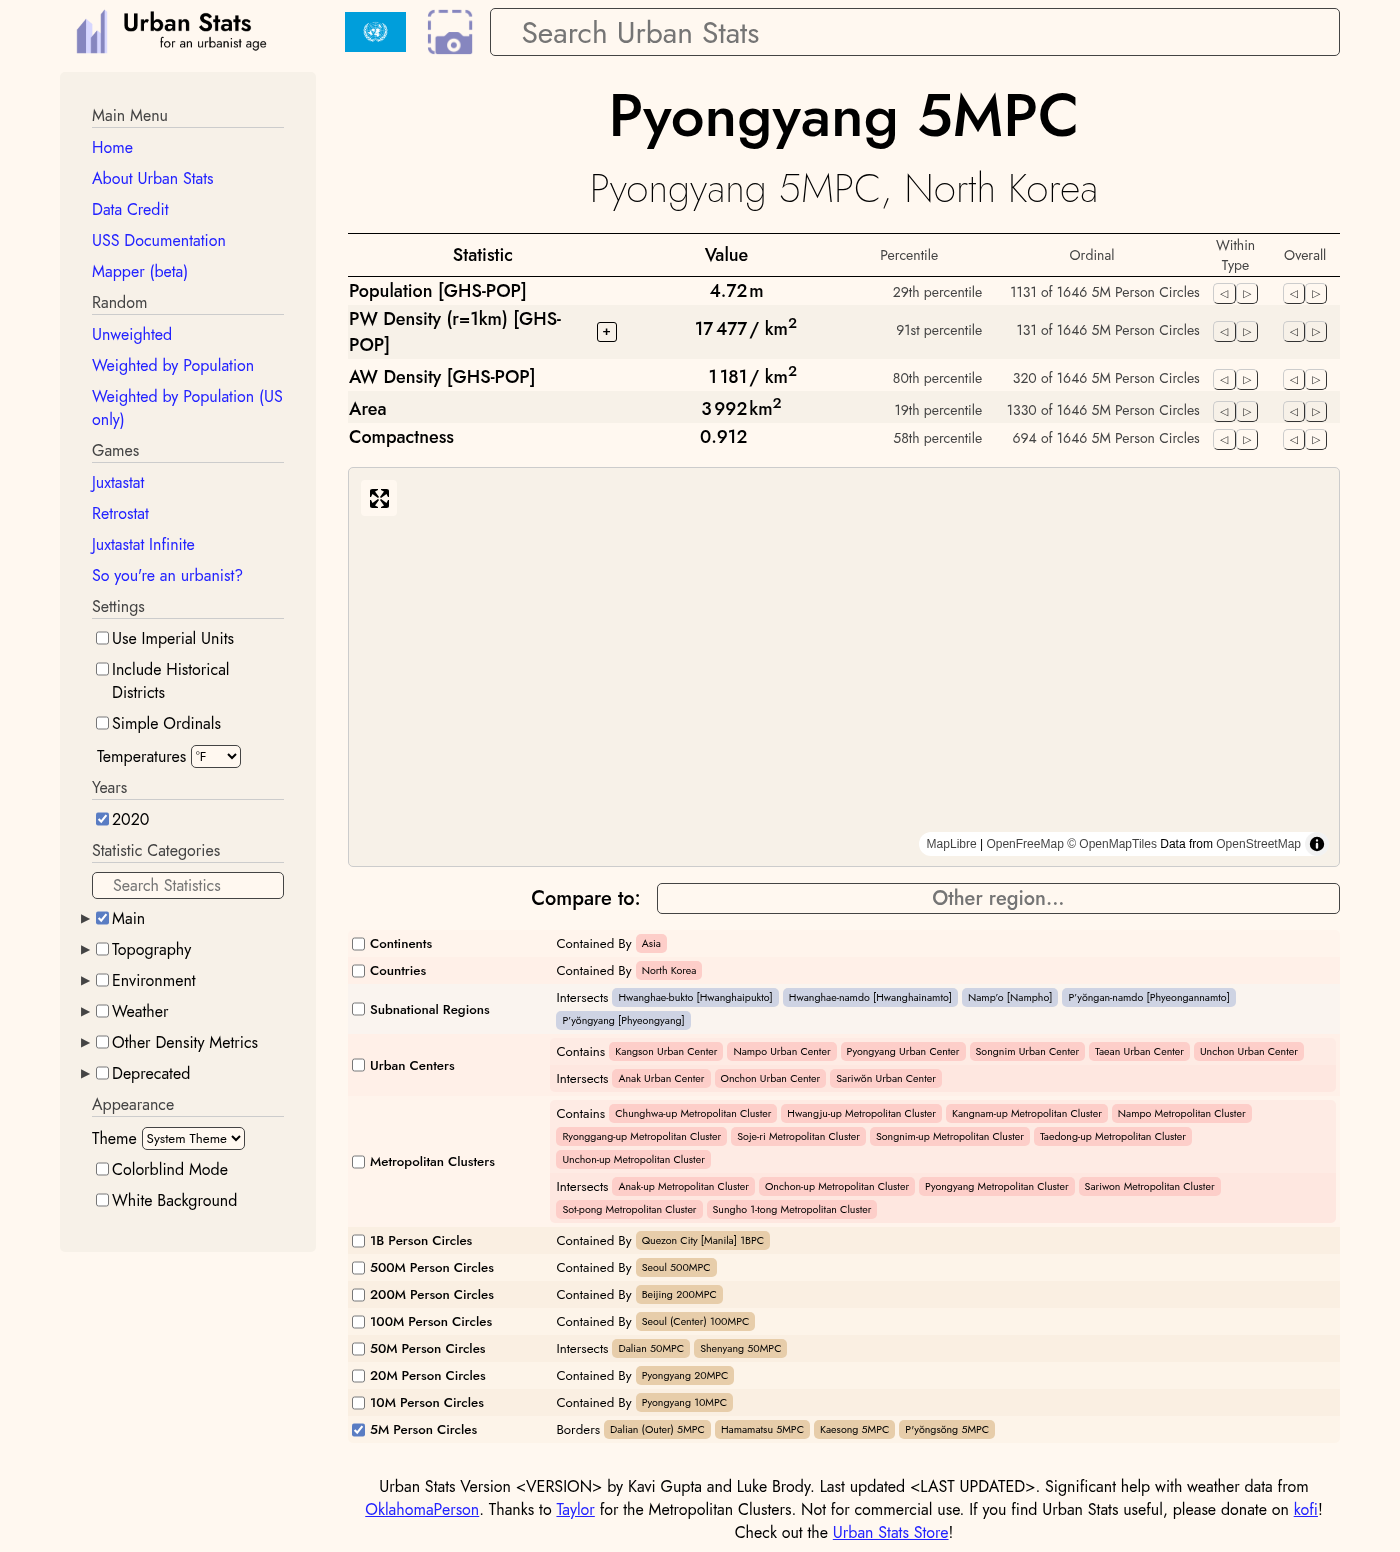 Urban Stats
for an urbanist age
Search Urban Stats
Main Menu
Home
About Urban Stats
Data Credit
USS Documentation
Mapper (beta)
Random
Unweighted
Weighted by Population
Weighted by Population (US
only)
Games
Juxtastat
Retrostat
Juxtastat Infinite
So you're an urbanist?
Settings
Use Imperial Units
Include Historical
Districts
Simple Ordinals
Temperatures °F
Years
2020
Statistic Categories
Search Statistics
Main
Topography
Environment
Weather
Other Density Metrics
Deprecated
Appearance
Theme System Theme
Colorblind Mode
White Background
Pyongyang 5MPC
Pyongyang 5MPC, North Korea
Statistic Value Percentile Ordinal Within Type Overall
Population [GHS-POP] 4.72 m 29th percentile 1131 of 1646 5M Person Circles
PW Density (r=1km) [GHS-POP] + 17 477 / km² 91st percentile 131 of 1646 5M Person Circles
AW Density [GHS-POP] 1 181 / km² 80th percentile 320 of 1646 5M Person Circles
Area 3 992 km² 19th percentile 1330 of 1646 5M Person Circles
Compactness 0.912 58th percentile 694 of 1646 5M Person Circles
MapLibre | OpenFreeMap © OpenMapTiles Data from OpenStreetMap
Compare to: Other region...
Continents Contained By Asia
Countries Contained By North Korea
Subnational Regions Intersects Hwanghae-bukto [Hwanghaipukto] Hwanghae-namdo [Hwanghainamto] Namp'o [Nampho] P'yŏngan-namdo [Phyeongannamto]
P'yŏngyang [Phyeongyang]
Urban Centers Contains Kangson Urban Center Nampo Urban Center Pyongyang Urban Center Songnim Urban Center Taean Urban Center Unchon Urban Center
Intersects Anak Urban Center Onchon Urban Center Sariwŏn Urban Center
Metropolitan Clusters Contains Chunghwa-up Metropolitan Cluster Hwangju-up Metropolitan Cluster Kangnam-up Metropolitan Cluster Nampo Metropolitan Cluster
Ryonggang-up Metropolitan Cluster Soje-ri Metropolitan Cluster Songnim-up Metropolitan Cluster Taedong-up Metropolitan Cluster
Unchon-up Metropolitan Cluster
Intersects Anak-up Metropolitan Cluster Onchon-up Metropolitan Cluster Pyongyang Metropolitan Cluster Sariwon Metropolitan Cluster
Sot-pong Metropolitan Cluster Sungho 1-tong Metropolitan Cluster
1B Person Circles Contained By Quezon City [Manila] 1BPC
500M Person Circles Contained By Seoul 500MPC
200M Person Circles Contained By Beijing 200MPC
100M Person Circles Contained By Seoul (Center) 100MPC
50M Person Circles Intersects Dalian 50MPC Shenyang 50MPC
20M Person Circles Contained By Pyongyang 20MPC
10M Person Circles Contained By Pyongyang 10MPC
5M Person Circles Borders Dalian (Outer) 5MPC Hamamatsu 5MPC Kaesong 5MPC P'yŏngsŏng 5MPC
Urban Stats Version <VERSION> by Kavi Gupta and Luke Brody. Last updated <LAST UPDATED>. Significant help with weather data from
OklahomaPerson. Thanks to Taylor for the Metropolitan Clusters. Not for commercial use. If you find Urban Stats useful, please donate on kofi!
Check out the Urban Stats Store!